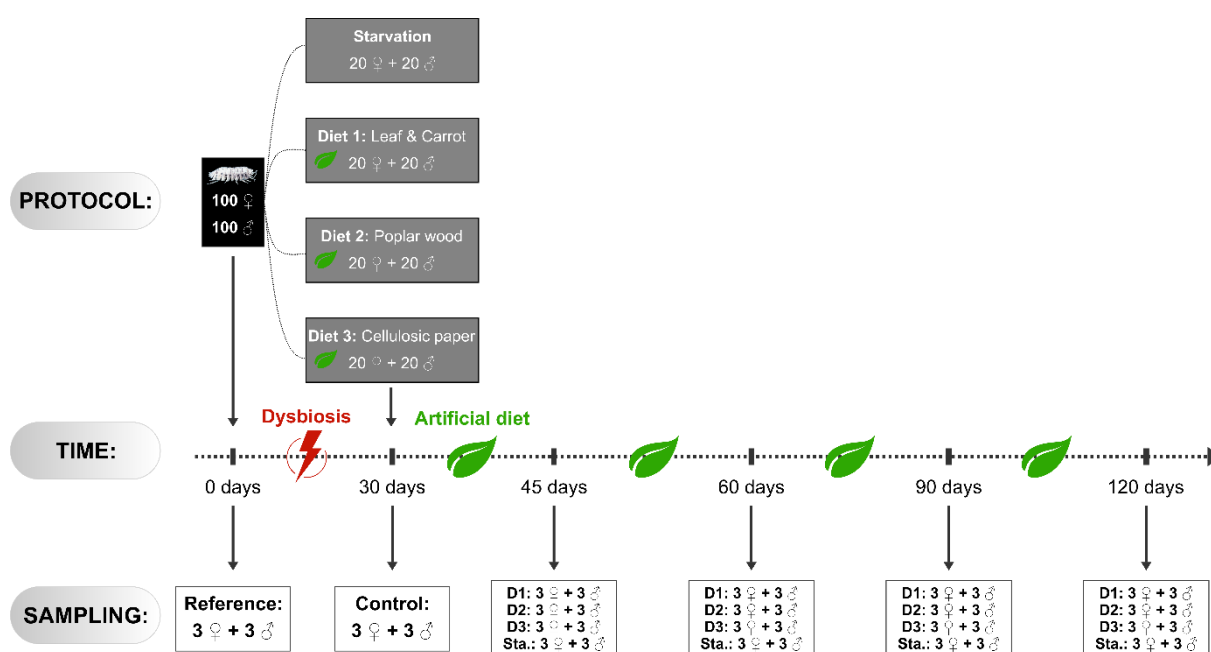 Starvation
20 ♀ + 20 ♂
Diet 1: Leaf & Carrot
20 ♀ + 20 ♂
PROTOCOL:
100 ♀
100 ♂
Diet 2: Poplar wood
20 ♀ + 20 ♂
Diet 3: Cellulosic paper
20 ♀ + 20 ♂
Dysbiosis
Artificial diet
TIME:
0 days
30 days
45 days
60 days
90 days
120 days
SAMPLING:
Reference:
3 ♀ + 3 ♂
Control:
3 ♀ + 3 ♂
D1: 3 ♀ + 3 ♂
D2: 3 ♀ + 3 ♂
D3: 3 ♀ + 3 ♂
Sta.: 3 ♀ + 3 ♂
D1: 3 ♀ + 3 ♂
D2: 3 ♀ + 3 ♂
D3: 3 ♀ + 3 ♂
Sta.: 3 ♀ + 3 ♂
D1: 3 ♀ + 3 ♂
D2: 3 ♀ + 3 ♂
D3: 3 ♀ + 3 ♂
Sta.: 3 ♀ + 3 ♂
D1: 3 ♀ + 3 ♂
D2: 3 ♀ + 3 ♂
D3: 3 ♀ + 3 ♂
Sta.: 3 ♀ + 3 ♂